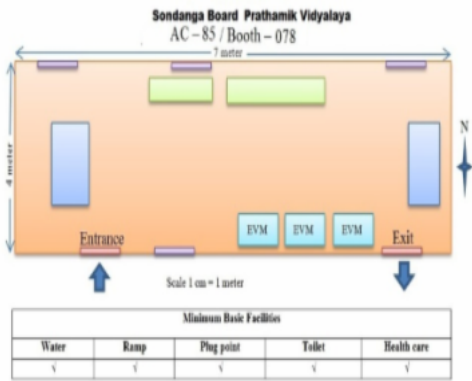 Sondanga Board Prathamik Vidyalaya
AC – 85 / Booth – 078
7 meter
4 meter
N
EVM EVM EVM
Entrance Exit
Scale 1 cm = 1 meter
Minimum Basic Facilities
Water Ramp Plug point Toilet Health care
√ √ √ √ √